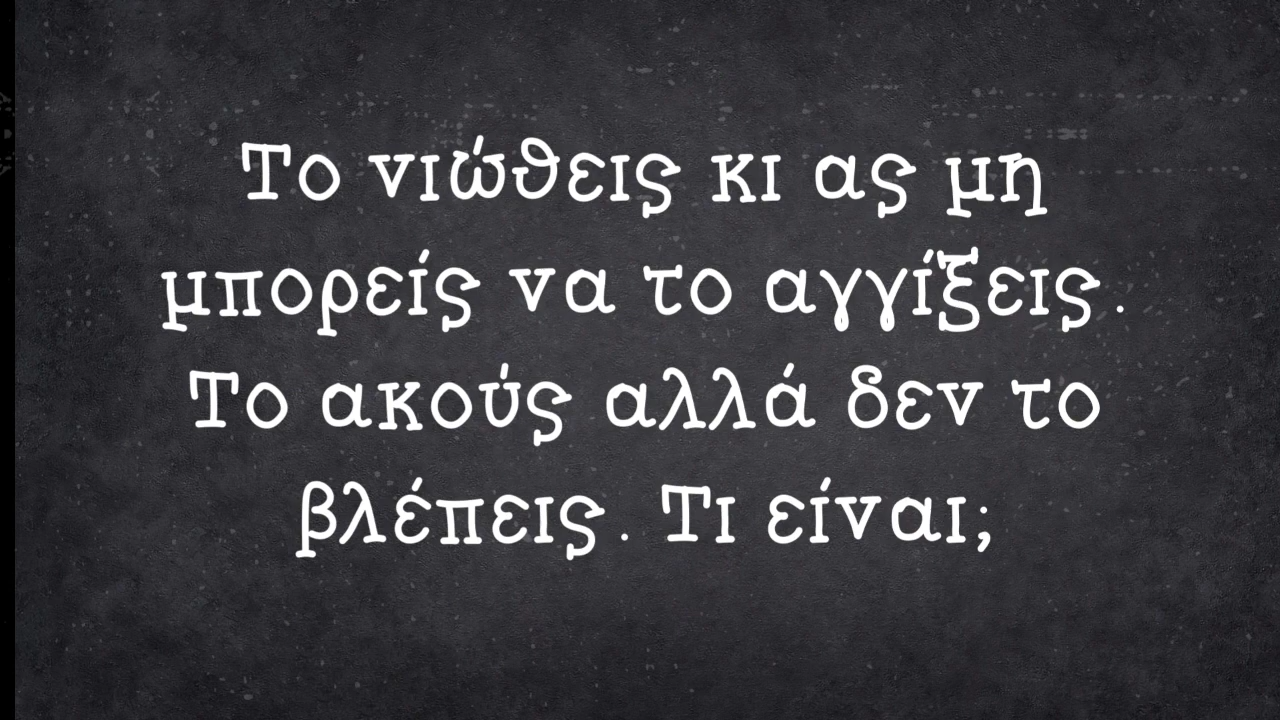 Το νιώθεις κι ας μη
μπορείς να το αγγίξεις.
Το ακούς αλλά δεν το
βλέπεις. Τι είναι;